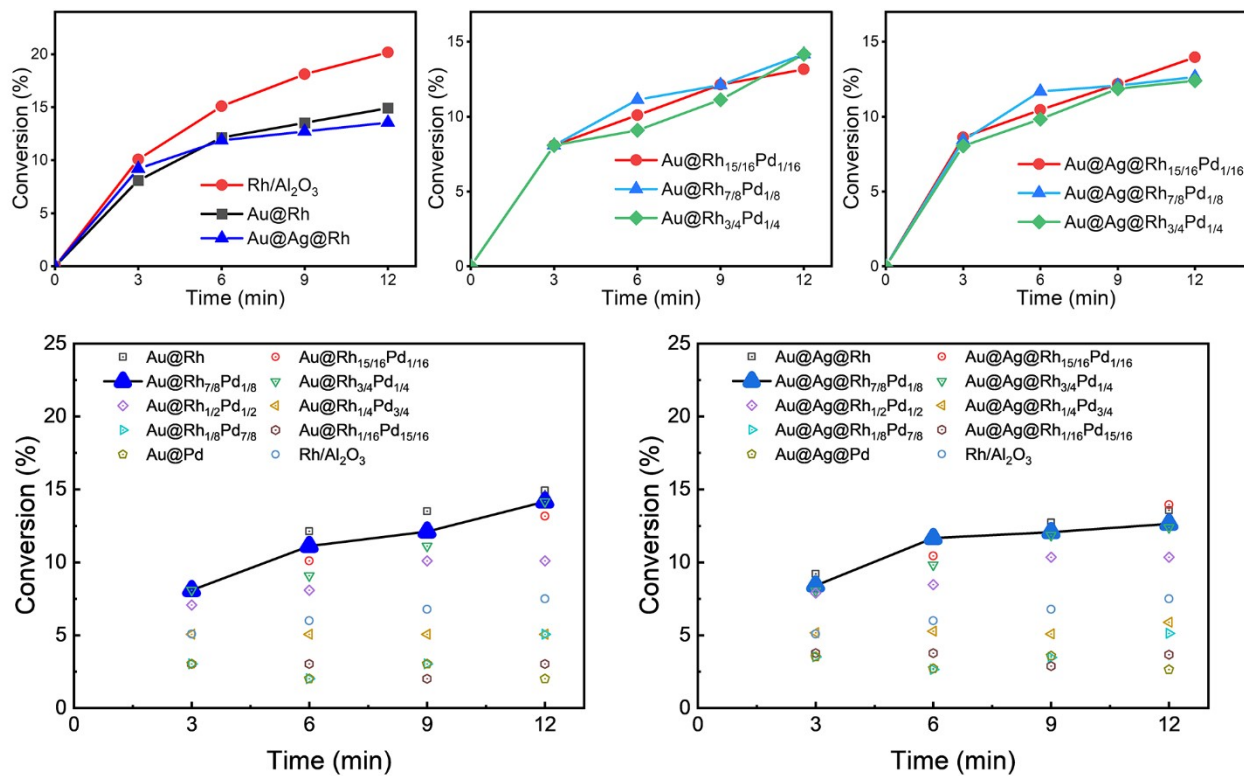 Conversion (%)
20
15
10
5
0
0
3
6
9
12
Time (min)
Rh/Al₂O₃
Au@Rh
Au@Ag@Rh
Conversion (%)
15
10
5
0
0
3
6
9
12
Time (min)
Au@Rh₁₅/₁₆Pd₁/₁₆
Au@Rh₇/₈Pd₁/₈
Au@Rh₃/₄Pd₁/₄
Conversion (%)
15
10
5
0
0
3
6
9
12
Time (min)
Au@Ag@Rh₁₅/₁₆Pd₁/₁₆
Au@Ag@Rh₇/₈Pd₁/₈
Au@Ag@Rh₃/₄Pd₁/₄
Conversion (%)
25
20
15
10
5
0
0
3
6
9
12
Time (min)
Au@Rh
Au@Rh₁₅/₁₆Pd₁/₁₆
Au@Rh₇/₈Pd₁/₈
Au@Rh₃/₄Pd₁/₄
Au@Rh₁/₂Pd₁/₂
Au@Rh₁/₄Pd₃/₄
Au@Rh₁/₈Pd₇/₈
Au@Rh₁/₁₆Pd₁₅/₁₆
Au@Pd
Rh/Al₂O₃
Conversion (%)
25
20
15
10
5
0
0
3
6
9
12
Time (min)
Au@Ag@Rh
Au@Ag@Rh₁₅/₁₆Pd₁/₁₆
Au@Ag@Rh₇/₈Pd₁/₈
Au@Ag@Rh₃/₄Pd₁/₄
Au@Ag@Rh₁/₂Pd₁/₂
Au@Ag@Rh₁/₄Pd₃/₄
Au@Ag@Rh₁/₈Pd₇/₈
Au@Ag@Rh₁/₁₆Pd₁₅/₁₆
Au@Ag@Pd
Rh/Al₂O₃